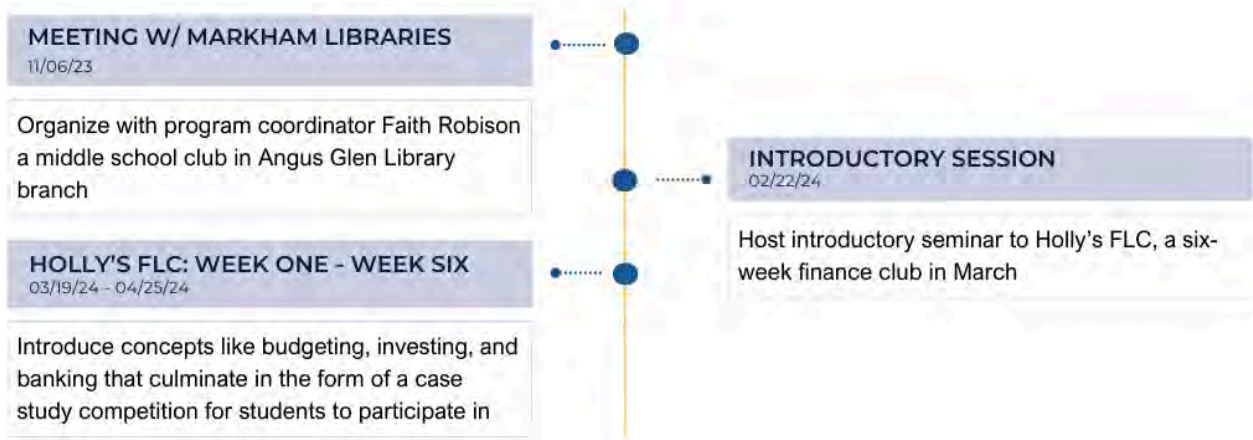 MEETING W/ MARKHAM LIBRARIES
11/06/23
Organize with program coordinator Faith Robison
a middle school club in Angus Glen Library
branch
INTRODUCTORY SESSION
02/22/24
Host introductory seminar to Holly's FLC, a six-
week finance club in March
HOLLY'S FLC: WEEK ONE - WEEK SIX
03/19/24 - 04/25/24
Introduce concepts like budgeting, investing, and
banking that culminate in the form of a case
study competition for students to participate in